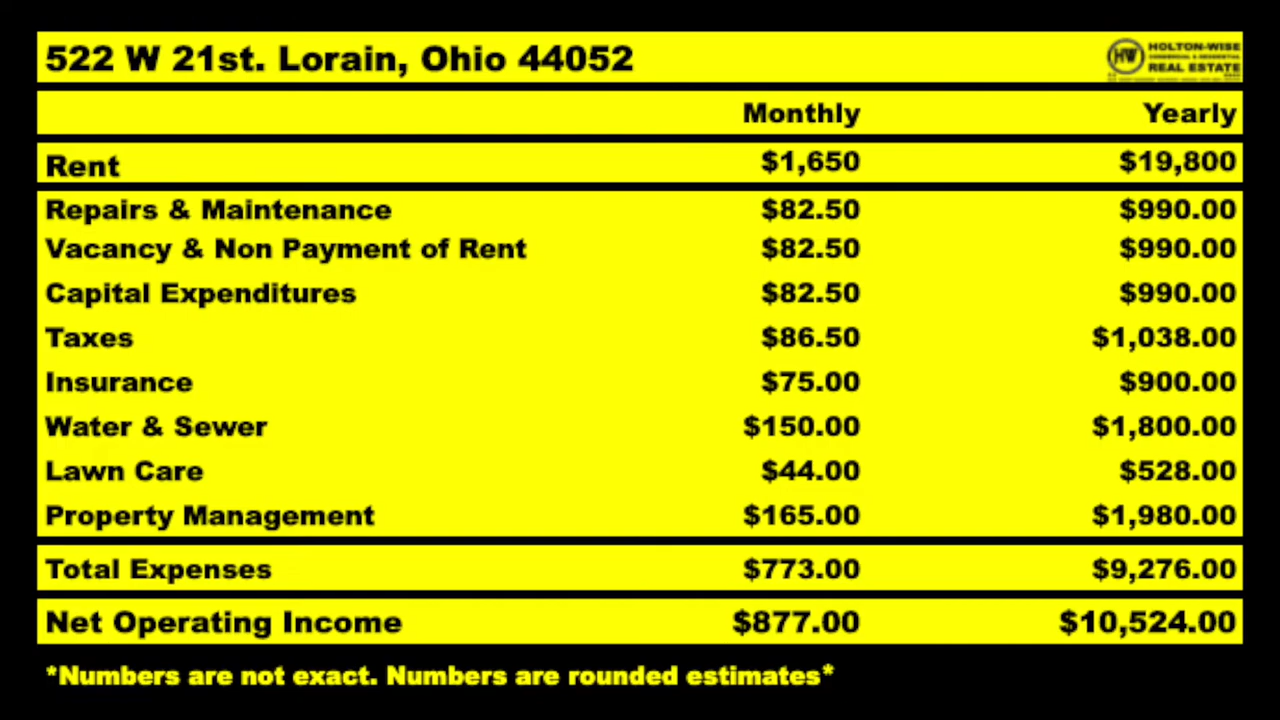 522 W 21st. Lorain, Ohio 44052
HOLTON-WISE
REAL ESTATE
Monthly Yearly
Rent $1,650 $19,800
Repairs & Maintenance $82.50 $990.00
Vacancy & Non Payment of Rent $82.50 $990.00
Capital Expenditures $82.50 $990.00
Taxes $86.50 $1,038.00
Insurance $75.00 $900.00
Water & Sewer $150.00 $1,800.00
Lawn Care $44.00 $528.00
Property Management $165.00 $1,980.00
Total Expenses $773.00 $9,276.00
Net Operating Income $877.00 $10,524.00
*Numbers are not exact. Numbers are rounded estimates*